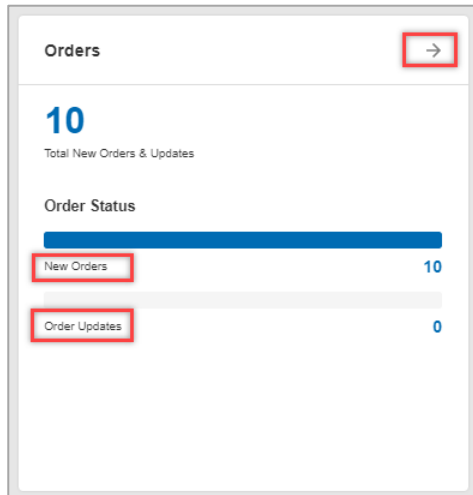 Orders
10
Total New Orders & Updates
Order Status
New Orders 10
Order Updates 0